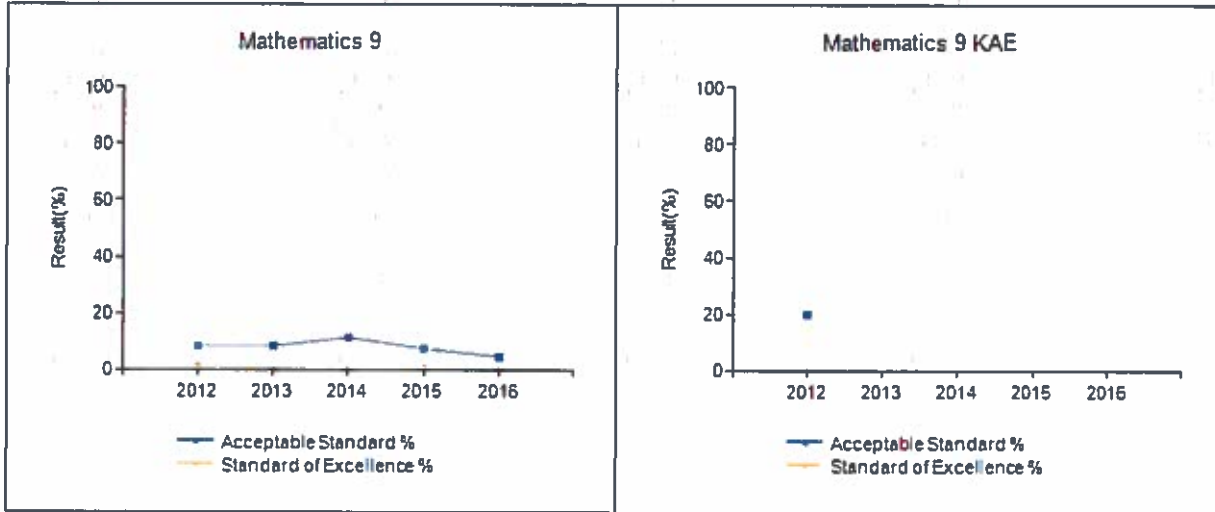 Mathematics 9
Result(%)
100
80
60
40
20
0
2012 2013 2014 2015 2016
Acceptable Standard %
Standard of Excellence %
Mathematics 9 KAE
Result(%)
100
80
60
40
20
0
2012 2013 2014 2015 2016
Acceptable Standard %
Standard of Excellence %